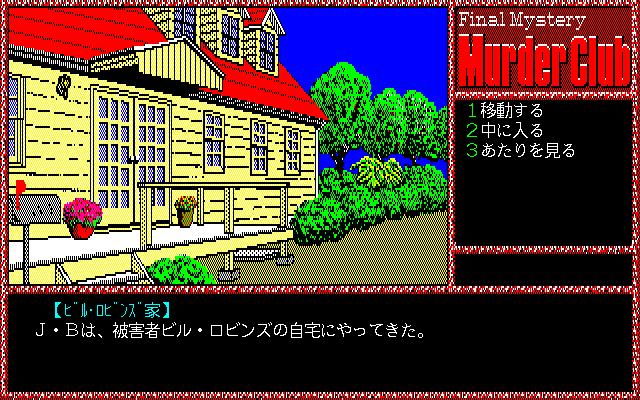 Final Mystery
Murder Club
1移動する
2中に入る
3あたりを見る
【ﾋﾞﾙ･ﾛﾋﾞﾝｽﾞ家】
J・Bは、被害者ビル・ロビンズの自宅にやってきた。